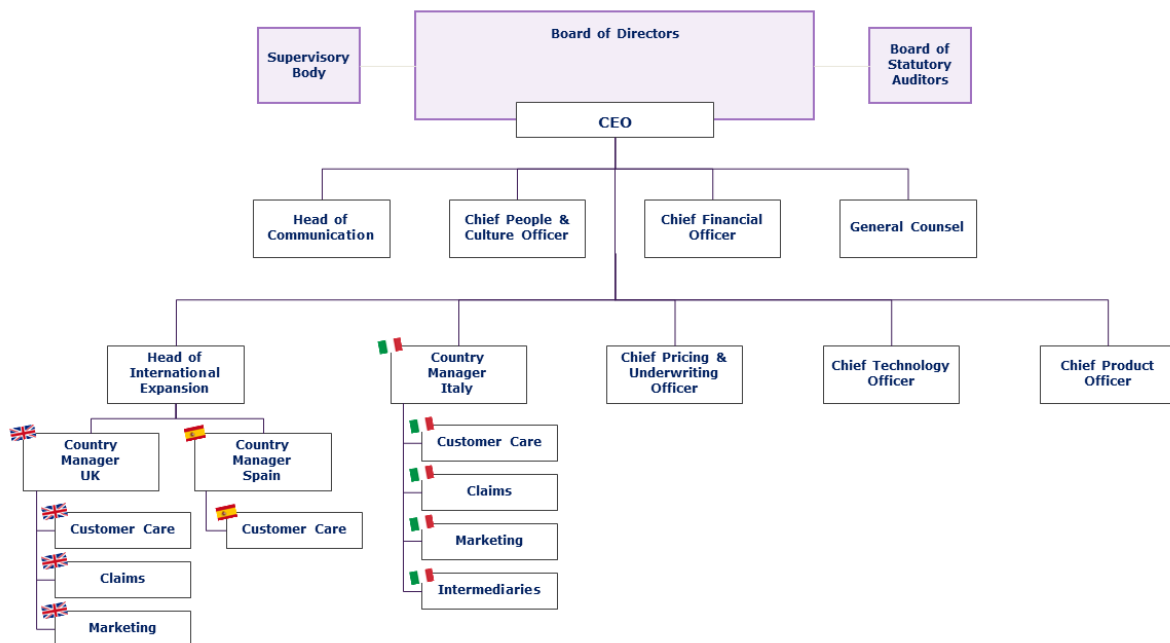 Board of Directors
Supervisory
Body
Board of
Statutory
Auditors
CEO
Head of
Communication
Chief People &
Culture Officer
Chief Financial
Officer
General Counsel
Head of
International
Expansion
Country
Manager
Italy
Chief Pricing &
Underwriting
Officer
Chief Technology
Officer
Chief Product
Officer
Country
Manager
UK
Country
Manager
Spain
Customer Care
Claims
Marketing
Customer Care
Customer Care
Claims
Marketing
Intermediaries